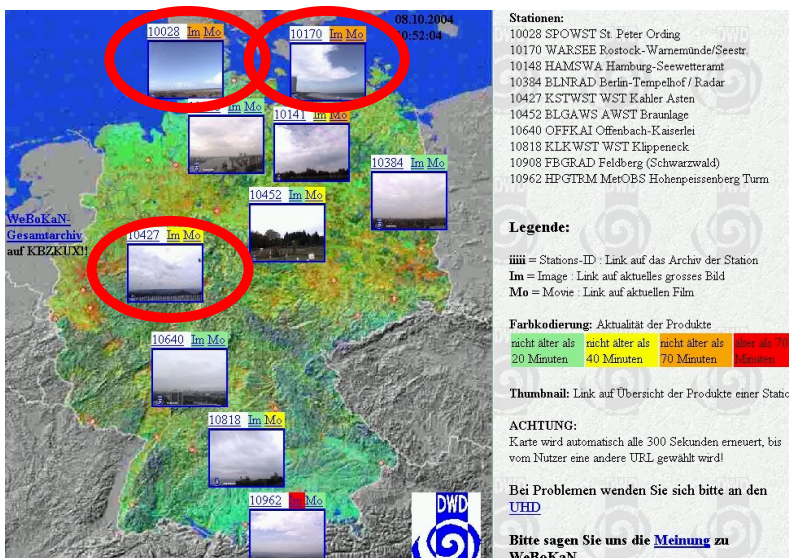 08.10.2004
10:52:04
10028 Im Mo
10170 Im Mo
Im Mo
10141 Im Mo
10384 Im Mo
10452 Im Mo
WeBoKaN-
Gesamtarchiv
auf KBZKUX!!
10427 Im Mo
10640 Im Mo
10818 Im Mo
10962 Im Mo
DWD
Stationen:
10028 SPOWST St. Peter Ording
10170 WARSEE Rostock-Warnemünde/Seestr.
10148 HAMSWA Hamburg-Seewetteramt
10384 BLNRAD Berlin-Tempelhof / Radar
10427 KSTWST WST Kahler Asten
10452 BLGAWS AWST Braunlage
10640 OFFKAI Offenbach-Kaiserlei
10818 KLKWST WST Klippeneck
10908 FBGRAD Feldberg (Schwarzwald)
10962 HPGTRM MetOBS Hohenpeissenberg Turm
Legende:
iiiii = Stations-ID : Link auf das Archiv der Station
Im = Image : Link auf aktuelles grosses Bild
Mo = Movie : Link auf aktuellen Film
Farbkodierung: Aktualität der Produkte
nicht älter als 20 Minuten
nicht älter als 40 Minuten
nicht älter als 70 Minuten
älter als 70 Minuten
Thumbnail: Link auf Übersicht der Produkte einer Static
ACHTUNG:
Karte wird automatisch alle 300 Sekunden erneuert, bis
vom Nutzer eine andere URL gewählt wird!
Bei Problemen wenden Sie sich bitte an den
UHD
Bitte sagen Sie uns die Meinung zu
WeBoKaN